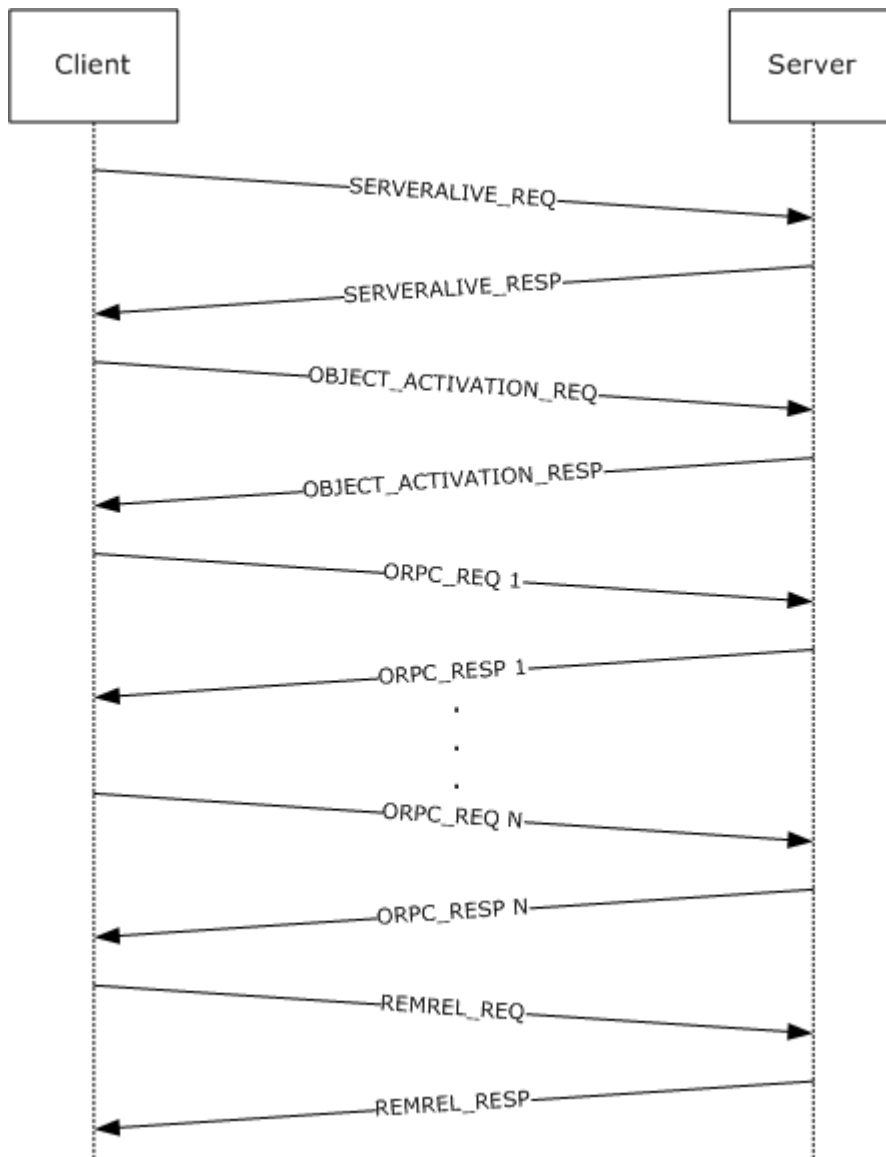 Client
Server
SERVERALIVE_REQ
SERVERALIVE_RESP
OBJECT_ACTIVATION_REQ
OBJECT_ACTIVATION_RESP
ORPC_REQ 1
ORPC_RESP 1
.
.
.
ORPC_REQ N
ORPC_RESP N
REMREL_REQ
REMREL_RESP